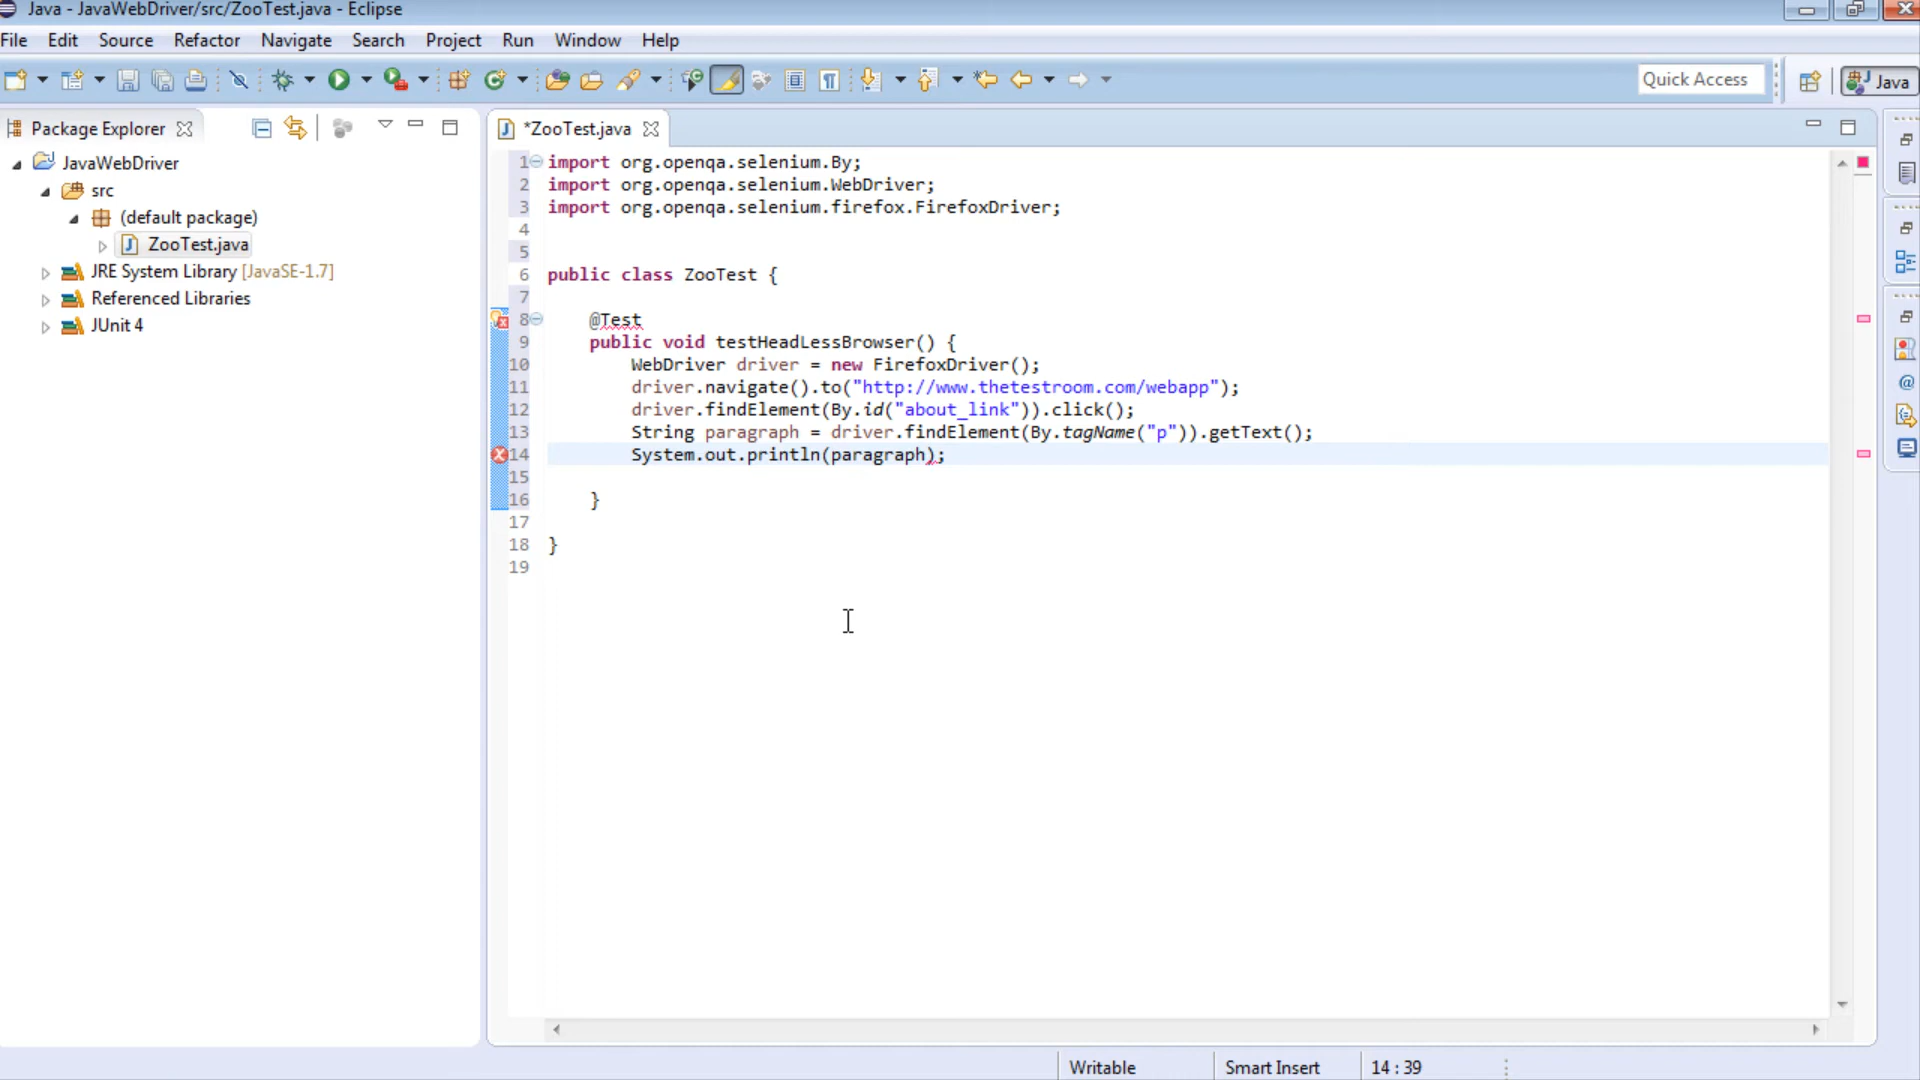 Java - JavaWebDriver/src/ZooTest.java - Eclipse
File Edit Source Refactor Navigate Search Project Run Window Help
Quick Access
Java
Package Explorer
JavaWebDriver
src
(default package)
ZooTest.java
JRE System Library [JavaSE-1.7]
Referenced Libraries
JUnit 4
*ZooTest.java
1 import org.openqa.selenium.By;
2 import org.openqa.selenium.WebDriver;
3 import org.openqa.selenium.firefox.FirefoxDriver;
4
5
6 public class ZooTest {
7
8 @Test
9 public void testHeadLessBrowser() {
10 WebDriver driver = new FirefoxDriver();
11 driver.navigate().to("http://www.thetestroom.com/webapp");
12 driver.findElement(By.id("about_link")).click();
13 String paragraph = driver.findElement(By.tagName("p")).getText();
14 System.out.println(paragraph);
15
16 }
17
18 }
19
Writable Smart Insert 14 : 39